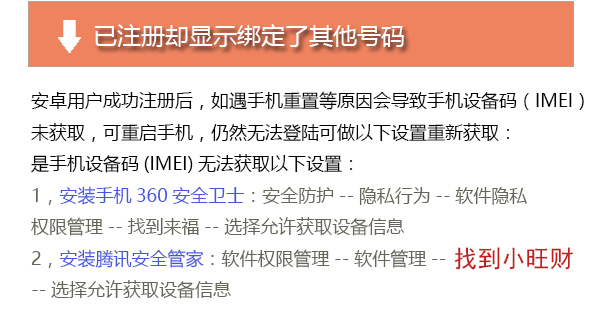 已注册却显示绑定了其他号码
安卓用户成功注册后，如遇手机重置等原因会导致手机设备码（IMEI）
未获取，可重启手机，仍然无法登陆可做以下设置重新获取：
是手机设备码 (IMEI) 无法获取以下设置：
1，安装手机 360 安全卫士：安全防护 -- 隐私行为 -- 软件隐私
权限管理 -- 找到来福 -- 选择允许获取设备信息
2，安装腾讯安全管家：软件权限管理 -- 软件管理 -- 找到小旺财
-- 选择允许获取设备信息